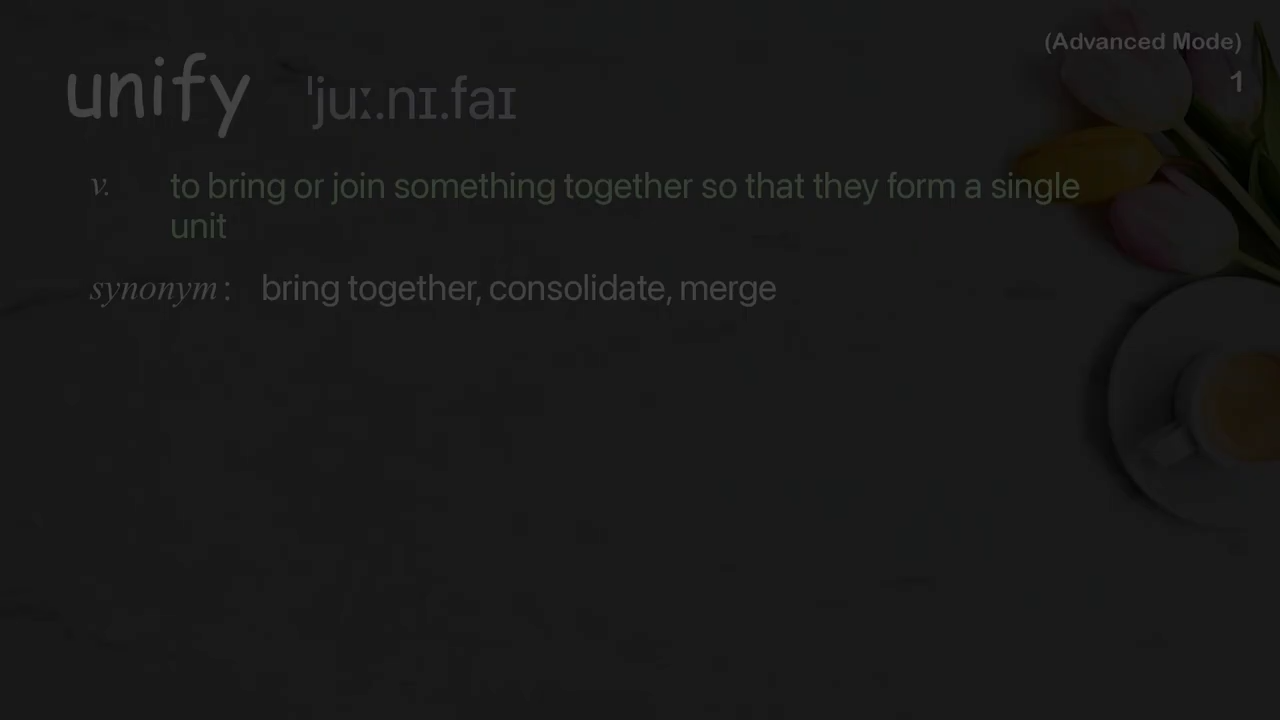 (Advanced Mode)
unify ˈjuː.nɪ.faɪ
1
v. to bring or join something together so that they form a single
unit
synonym: bring together, consolidate, merge